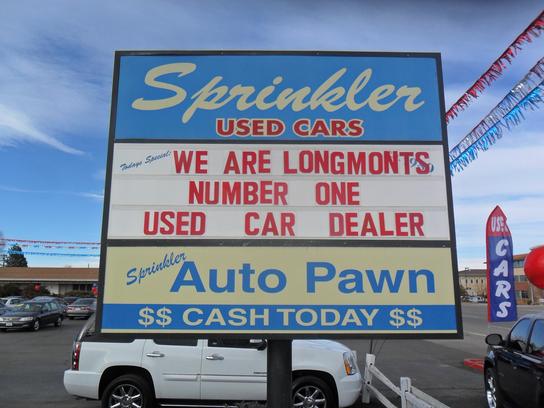 Sprinkler
USED CARS
Todays Special:
WE ARE LONGMONTS
NUMBER ONE
USED CAR DEALER
Sprinkler
Auto Pawn
$$ CASH TODAY $$
USED
CARS